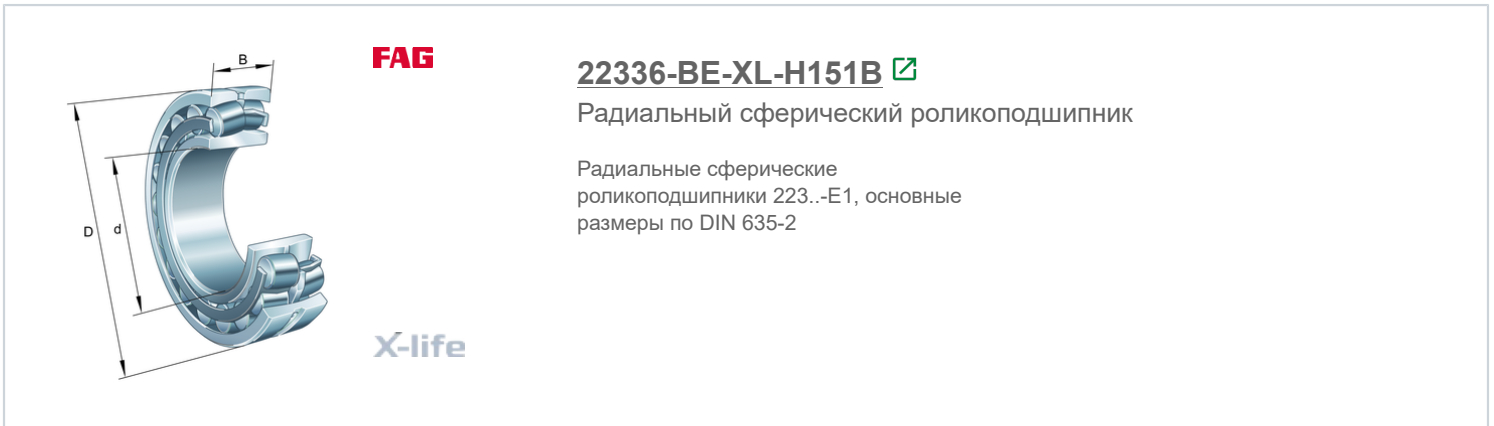 B
D
d
FAG
X-life
22336-BE-XL-H151B
Радиальный сферический роликоподшипник
Радиальные сферические
роликоподшипники 223..-E1, основные
размеры по DIN 635-2